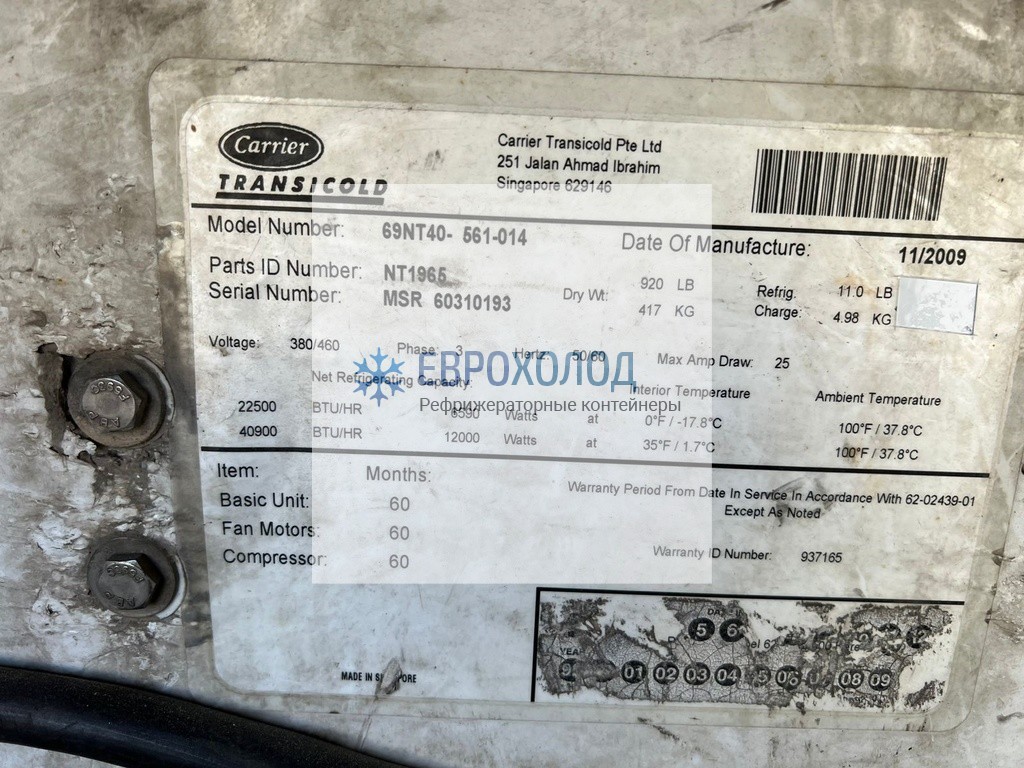 Carrier
TRANSICOLD
Carrier Transicold Pte Ltd
251 Jalan Ahmad Ibrahim
Singapore 629146
Model Number: 69NT40- 561-014
Date Of Manufacture: 11/2009
Parts ID Number: NT1965
Serial Number: MSR 60310193
Dry Wt: 920 LB
417 KG
Refrig. Charge: 11.0 LB
4.98 KG
Voltage: 380/460 Phase: 3 Hertz: 50/60 Max Amp Draw: 25
ЕВРОХОЛОД
Рефрижераторные контейнеры
Net Refrigerating Capacity: Interior Temperature Ambient Temperature
22500 BTU/HR 6590 Watts at 0°F / -17.8°C 100°F / 37.8°C
40900 BTU/HR 12000 Watts at 35°F / 1.7°C 100°F / 37.8°C
Item: Months:
Basic Unit: 60
Fan Motors: 60
Compressor: 60
Warranty Period From Date In Service In Accordance With 62-02439-01
Except As Noted
Warranty ID Number: 937165
5 6
01 02 03 04 06 08 09
MADE IN SINGAPORE